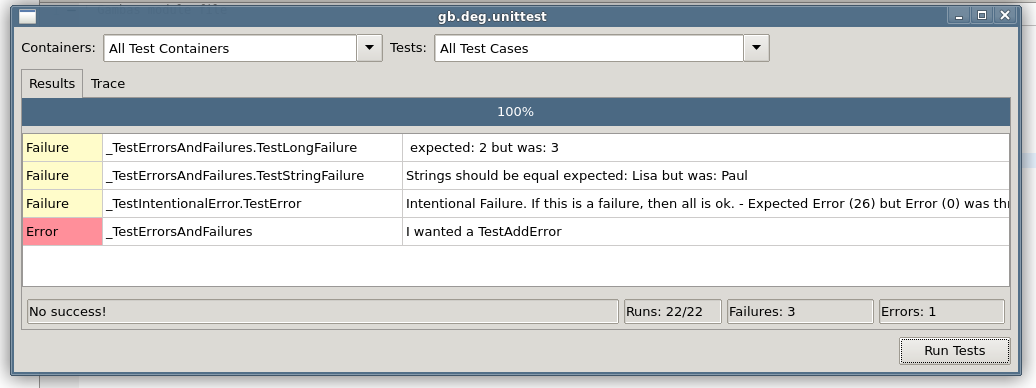 gb.deg.unittest
Containers: All Test Containers Tests: All Test Cases
Results Trace
100%
Failure _TestErrorsAndFailures.TestLongFailure expected: 2 but was: 3
Failure _TestErrorsAndFailures.TestStringFailure Strings should be equal expected: Lisa but was: Paul
Failure _TestIntentionalError.TestError Intentional Failure. If this is a failure, then all is ok. - Expected Error (26) but Error (0) was thr
Error _TestErrorsAndFailures I wanted a TestAddError
No success! Runs: 22/22 Failures: 3 Errors: 1
Run Tests